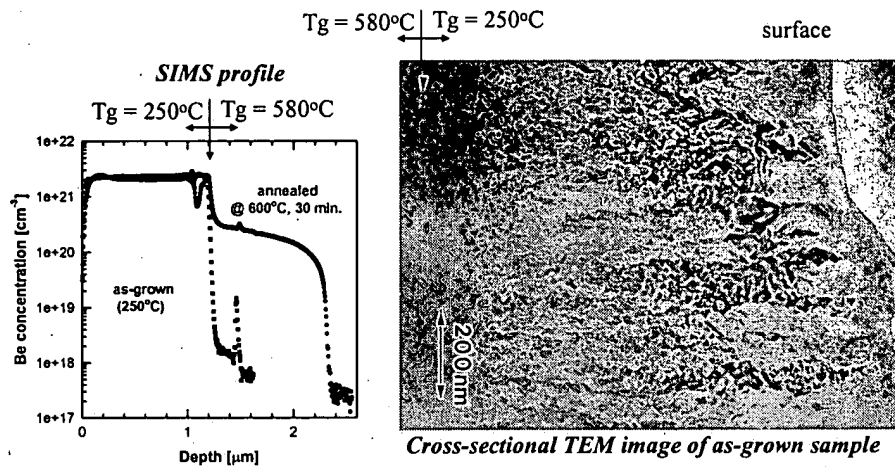 Tg = 580°C Tg = 250°C
surface
SIMS profile
Tg = 250°C Tg = 580°C
1e+22
1e+21
1e+20
1e+19
1e+18
1e+17
Be concentration [cm-3]
annealed
@ 600°C, 30 min.
as-grown
(250°C)
0 1 2
Depth [μm]
200nm
Cross-sectional TEM image of as-grown sample